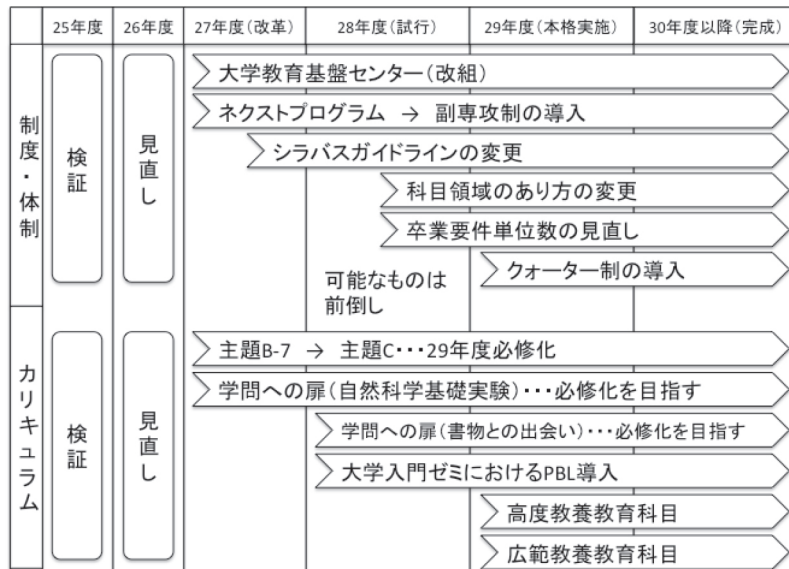 25年度 26年度 27年度(改革) 28年度(試行) 29年度(本格実施) 30年度以降(完成)
制度・体制
検証
見直し
大学教育基盤センター(改組)
ネクストプログラム → 副専攻制の導入
シラバスガイドラインの変更
科目領域のあり方の変更
卒業要件単位数の見直し
クォーター制の導入
可能なものは
前倒し
カリキュラム
検証
見直し
主題B-7 → 主題C・・・29年度必修化
学問への扉(自然科学基礎実験)・・・必修化を目指す
学問への扉(書物との出会い)・・・必修化を目指す
大学入門ゼミにおけるPBL導入
高度教養教育科目
広範教養教育科目